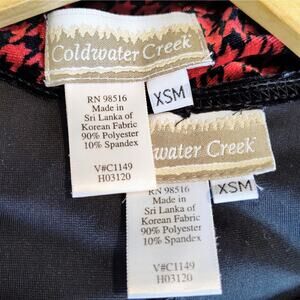 Coldwater Creek
XSM
RN 98516
Made in
Sri Lanka of
Korean Fabric
90% Polyester
10% Spandex
V#C1149
H03120
water Creek
XSM
RN 98516
Made in
Sri Lanka of
Korean Fabric
90% Polyester
10% Spandex
V#C1149
H03120